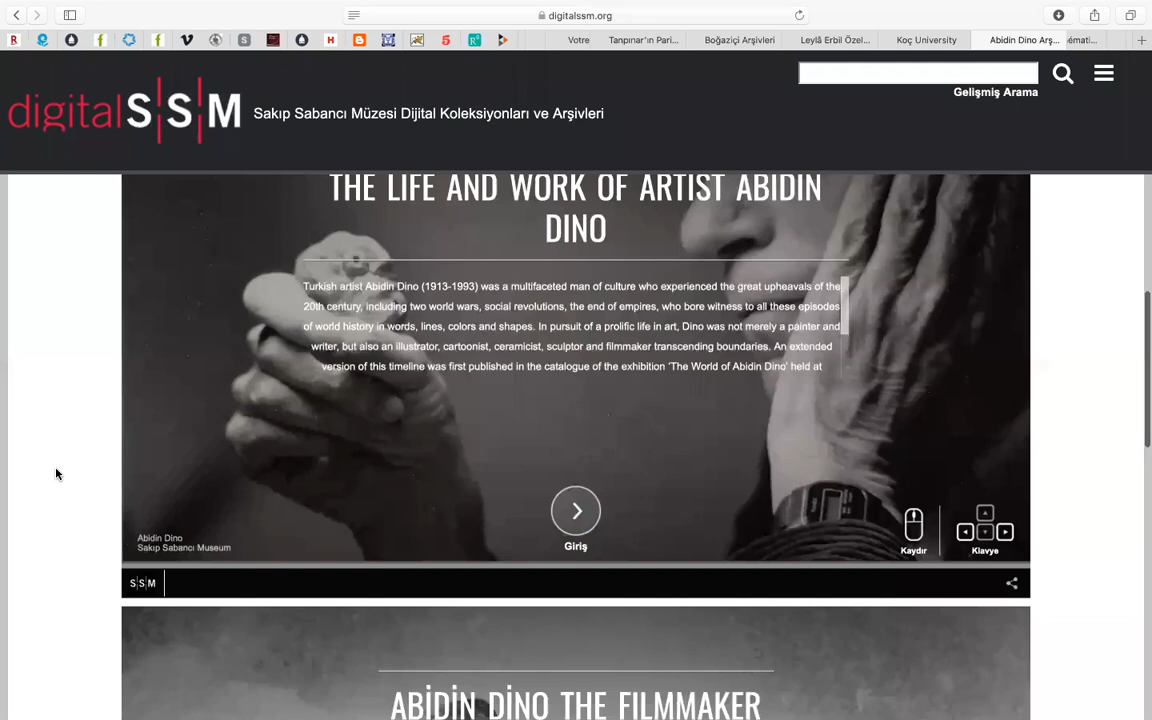 digitalssm.org
Votre
Tanpınar'ın Pari...
Boğaziçi Arşivleri
Leylâ Erbil Özel...
Koç University
Abidin Dino Arş...
émati...
Gelişmiş Arama
digitalSSM
Sakıp Sabancı Müzesi Dijital Koleksiyonları ve Arşivleri
THE LIFE AND WORK OF ARTIST ABIDIN
DINO
Turkish artist Abidin Dino (1913-1993) was a multifaceted man of culture who experienced the great upheavals of the
20th century, including two world wars, social revolutions, the end of empires, who bore witness to all these episodes
of world history in words, lines, colors and shapes. In pursuit of a prolific life in art, Dino was not merely a painter and
writer, but also an illustrator, cartoonist, ceramicist, sculptor and filmmaker transcending boundaries. An extended
version of this timeline was first published in the catalogue of the exhibition 'The World of Abidin Dino' held at
Giriş
Abidin Dino
Sakıp Sabancı Museum
Kaydır
Klavye
SSM
ABİDİN DİNO THE FILMMAKER